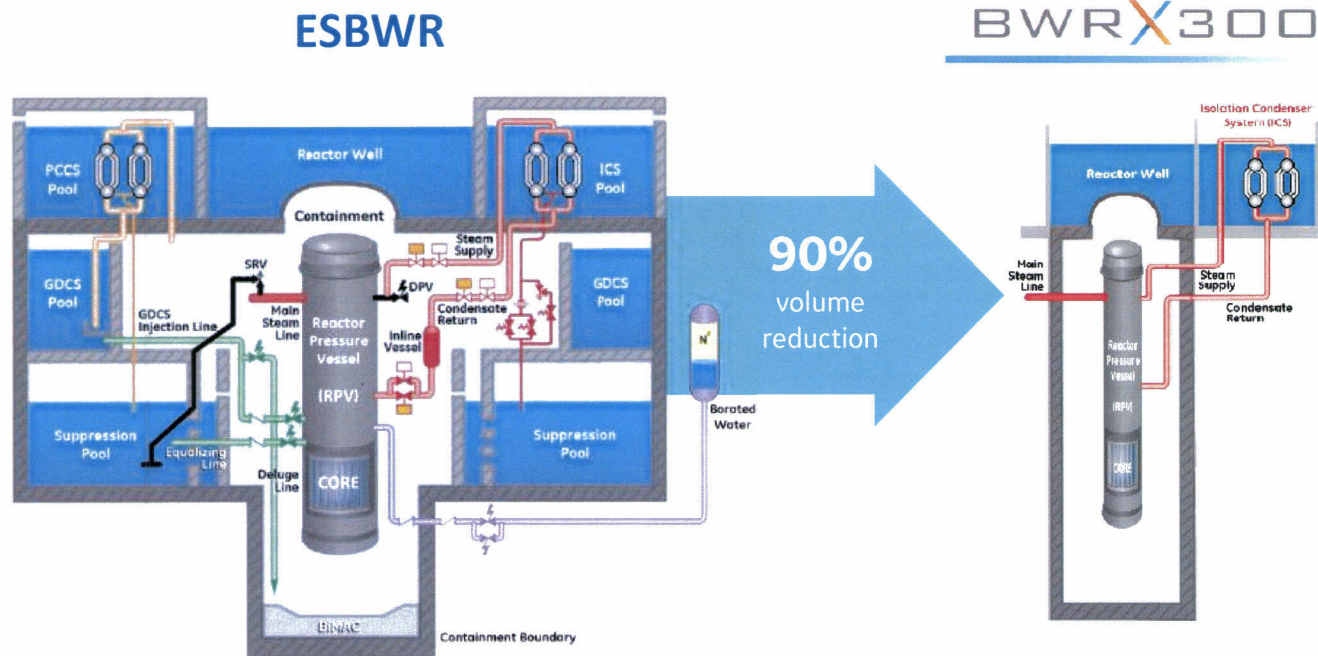 ESBWR
BWRX300
Isolation Condenser
System (ICS)
PCCS
Pool
Reactor Well
ICS
Pool
Containment
Steam
Supply
SRV
DPV
GDCS
Pool
GDCS
Injection Line
Main
Steam
Line
Reactor
Pressure
Vessel
(RPV)
Condensate
Return
Inline
Vessel
GDCS
Pool
Suppression
Pool
Equalizing
Line
Deluge
Line
CORE
Suppression
Pool
BiMAC
Containment Boundary
N²
Borated
Water
90%
volume
reduction
Reactor Well
Main
Steam
Line
Steam
Supply
Condensate
Return
Reactor
Pressure
Vessel
(RPV)
CORE